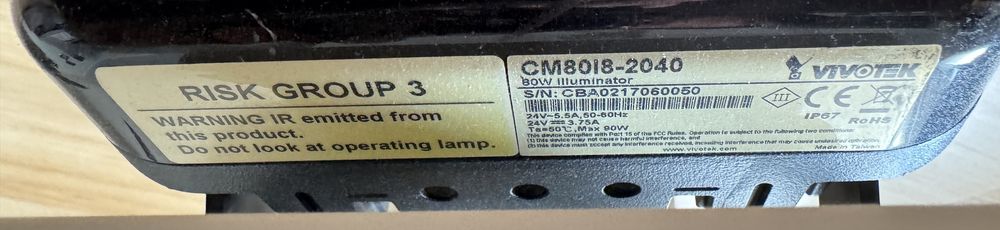 RISK GROUP 3
WARNING IR emitted from
this product.
Do not look at operating lamp.
CM80I8-2040
80W Illuminator
S/N: CBA0217060050
24V~5.5A,50-60Hz
24V⎓3.75A
Ta=50℃,Max 90W
This device complies with Part 15 of the FCC Rules. Operation is subject to the following two conditions:
(1) this device may not cause harmful interference, and
(2) this device must accept any interference received, including interference that may cause undesired operation.
www.vivotek.com
VIVOTEK
III
CE
IP67 RoHS
Made in Taiwan